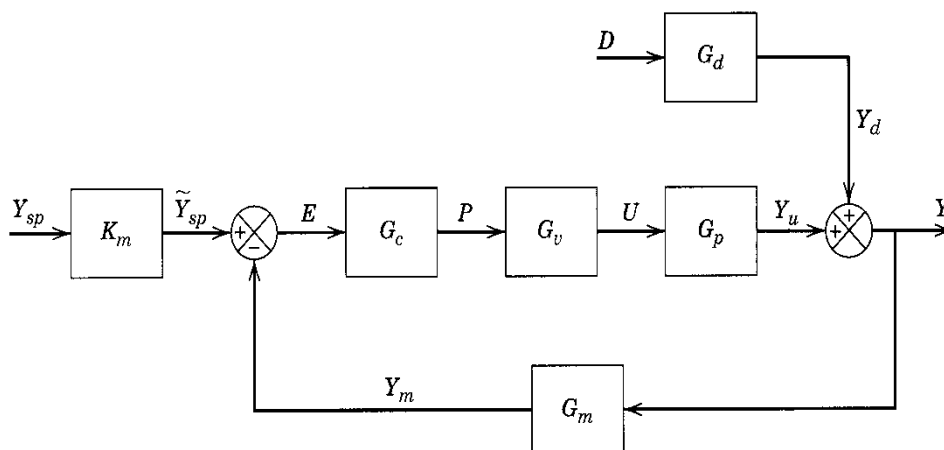 D
G_d
Y_d
Y_sp
K_m
Ỹ_sp
+
−
E
G_c
P
G_v
U
G_p
Y_u
+
+
Y
Y_m
G_m